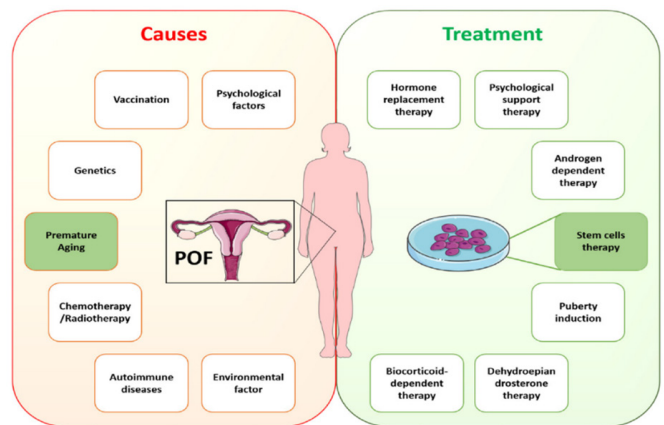 Causes
Vaccination
Psychological
factors
Genetics
Premature
Aging
Chemotherapy
/Radiotherapy
Autoimmune
diseases
Environmental
factor
POF
Treatment
Hormone
replacement
therapy
Psychological
support
therapy
Androgen
dependent
therapy
Stem cells
therapy
Puberty
induction
Biocorticoid-
dependent
therapy
Dehydroepian
drosterone
therapy